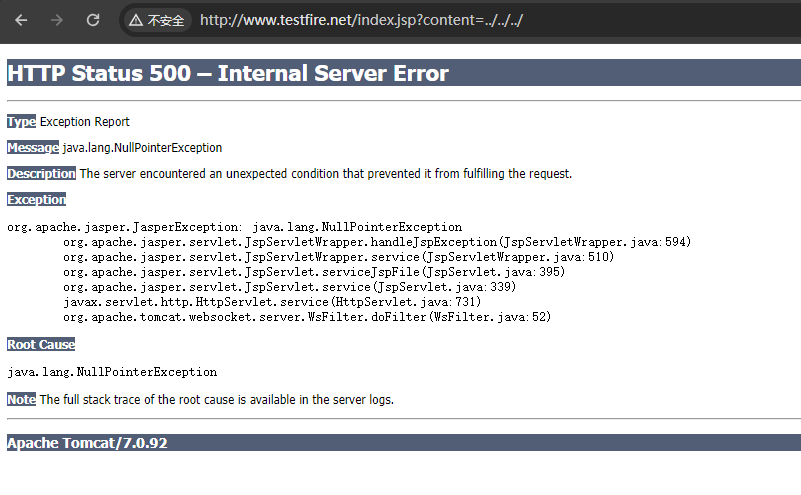 不安全 http://www.testfire.net/index.jsp?content=../../../
HTTP Status 500 – Internal Server Error
Type Exception Report
Message java.lang.NullPointerException
Description The server encountered an unexpected condition that prevented it from fulfilling the request.
Exception
org.apache.jasper.JasperException: java.lang.NullPointerException
org.apache.jasper.servlet.JspServletWrapper.handleJspException(JspServletWrapper.java:594)
org.apache.jasper.servlet.JspServletWrapper.service(JspServletWrapper.java:510)
org.apache.jasper.servlet.JspServlet.serviceJspFile(JspServlet.java:395)
org.apache.jasper.servlet.JspServlet.service(JspServlet.java:339)
javax.servlet.http.HttpServlet.service(HttpServlet.java:731)
org.apache.tomcat.websocket.server.WsFilter.doFilter(WsFilter.java:52)
Root Cause
java.lang.NullPointerException
Note The full stack trace of the root cause is available in the server logs.
Apache Tomcat/7.0.92